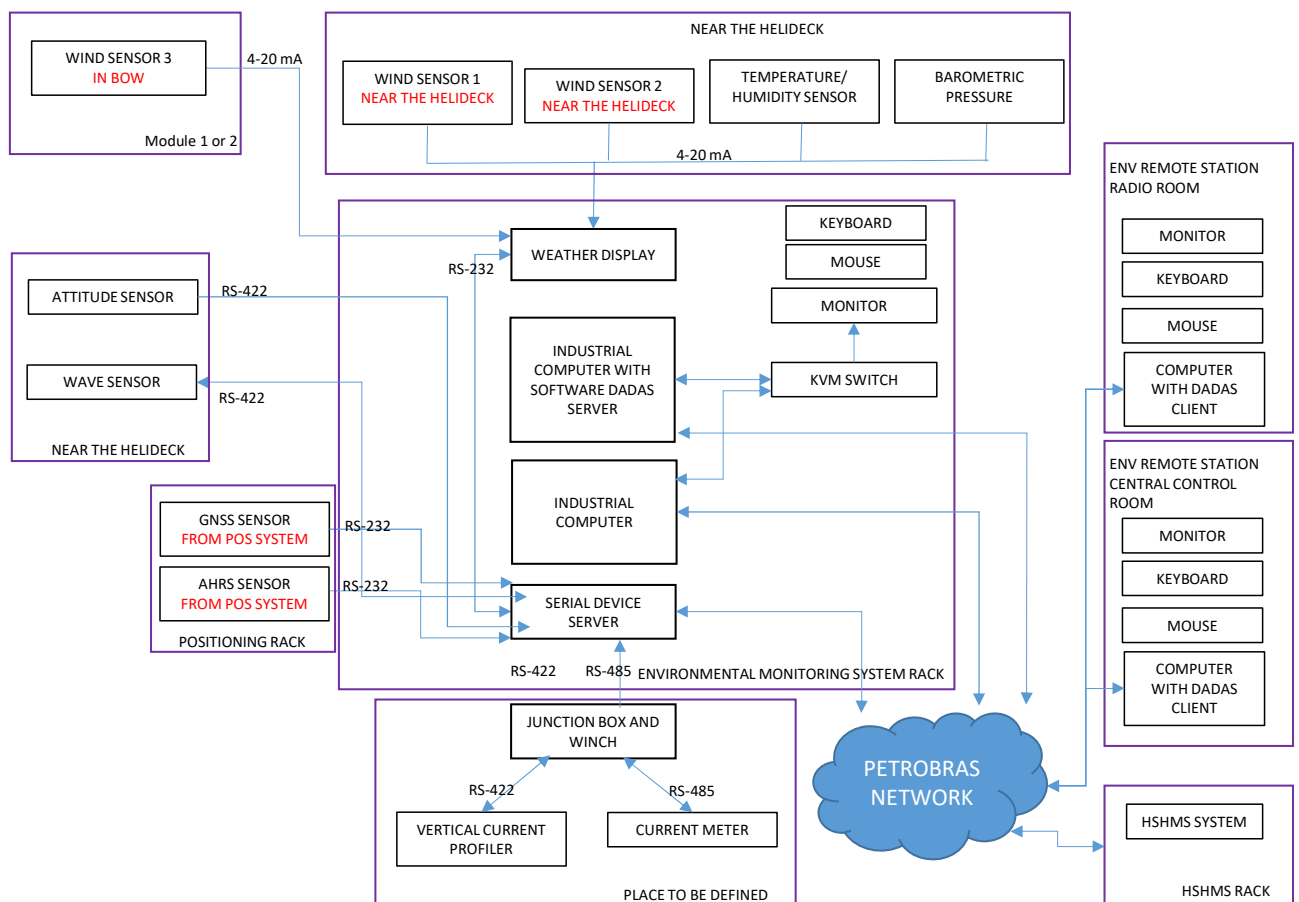 NEAR THE HELIDECK
WIND SENSOR 3
IN BOW
4-20 mA
Module 1 or 2
WIND SENSOR 1
NEAR THE HELIDECK
WIND SENSOR 2
NEAR THE HELIDECK
TEMPERATURE/
HUMIDITY SENSOR
BAROMETRIC
PRESSURE
4-20 mA
ENV REMOTE STATION
RADIO ROOM
MONITOR
KEYBOARD
MOUSE
COMPUTER
WITH DADAS
CLIENT
KEYBOARD
MOUSE
MONITOR
KVM SWITCH
WEATHER DISPLAY
RS-232
ATTITUDE SENSOR
RS-422
WAVE SENSOR
RS-422
NEAR THE HELIDECK
INDUSTRIAL
COMPUTER WITH
SOFTWARE DADAS
SERVER
INDUSTRIAL
COMPUTER
ENV REMOTE STATION
CENTRAL CONTROL
ROOM
MONITOR
KEYBOARD
MOUSE
COMPUTER
WITH DADAS
CLIENT
GNSS SENSOR
FROM POS SYSTEM
RS-232
AHRS SENSOR
FROM POS SYSTEM
RS-232
POSITIONING RACK
SERIAL DEVICE
SERVER
RS-422
RS-485
ENVIRONMENTAL MONITORING SYSTEM RACK
JUNCTION BOX AND
WINCH
RS-422
RS-485
VERTICAL CURRENT
PROFILER
CURRENT METER
PLACE TO BE DEFINED
PETROBRAS
NETWORK
HSHMS SYSTEM
HSHMS RACK